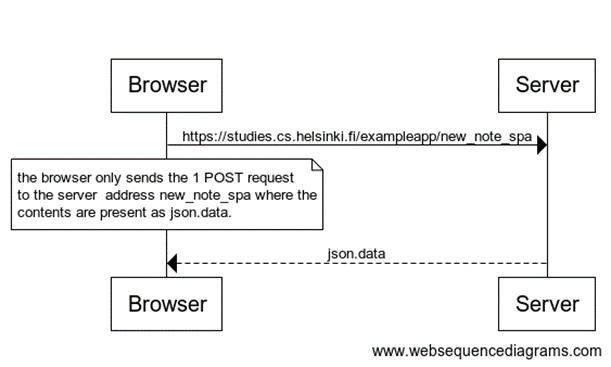 Browser
Server
https://studies.cs.helsinki.fi/exampleapp/new_note_spa
the browser only sends the 1 POST request
to the server  address new_note_spa where the
contents are present as json.data.
json.data
Browser
Server
www.websequencediagrams.com